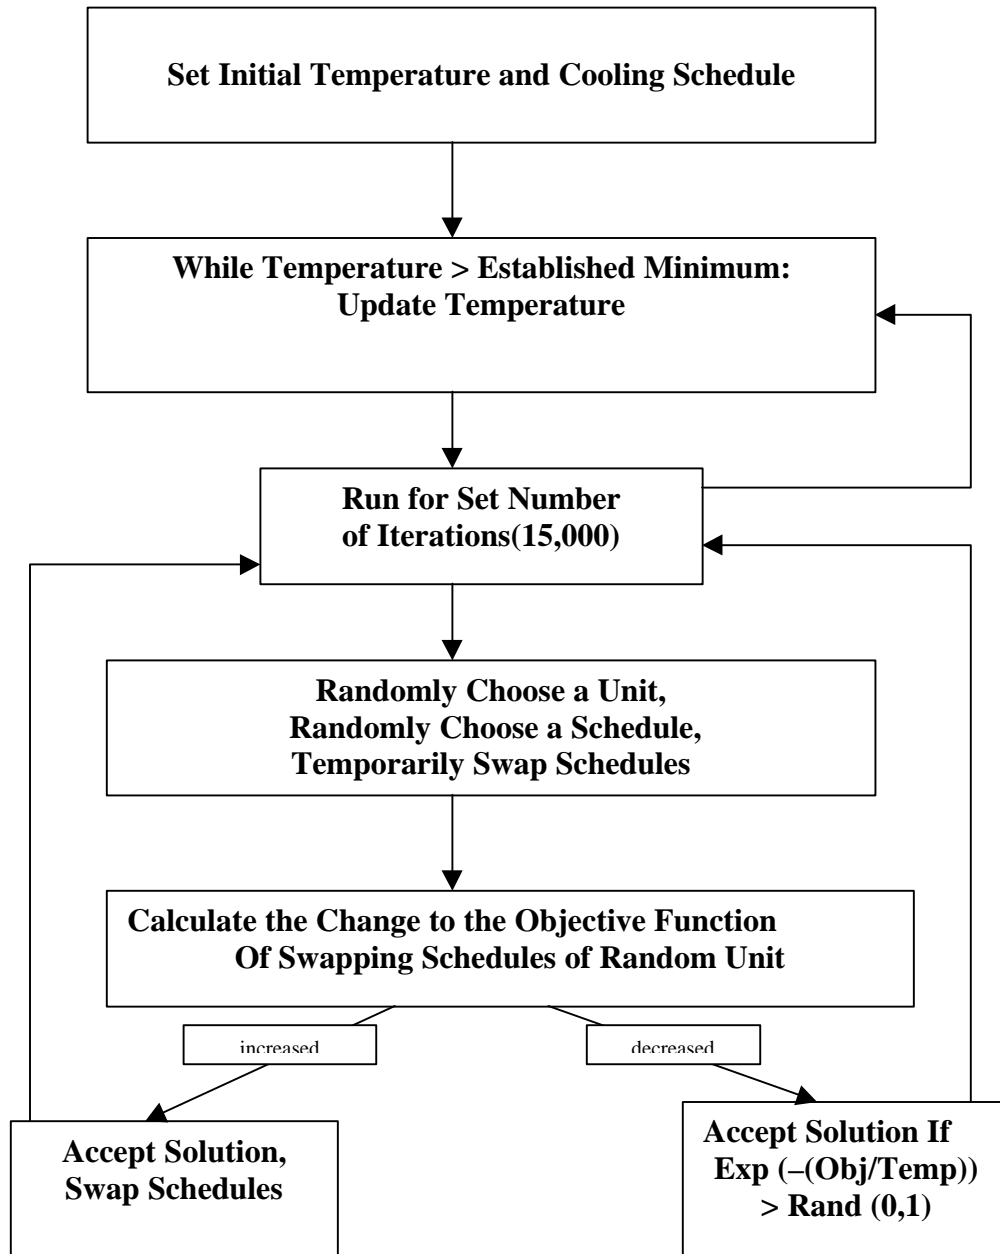 Set Initial Temperature and Cooling Schedule
While Temperature > Established Minimum:
Update Temperature
Run for Set Number
of Iterations(15,000)
Randomly Choose a Unit,
Randomly Choose a Schedule,
Temporarily Swap Schedules
Calculate the Change to the Objective Function
Of Swapping Schedules of Random Unit
increased
decreased
Accept Solution,
Swap Schedules
Accept Solution If
Exp (–(Obj/Temp))
> Rand (0,1)